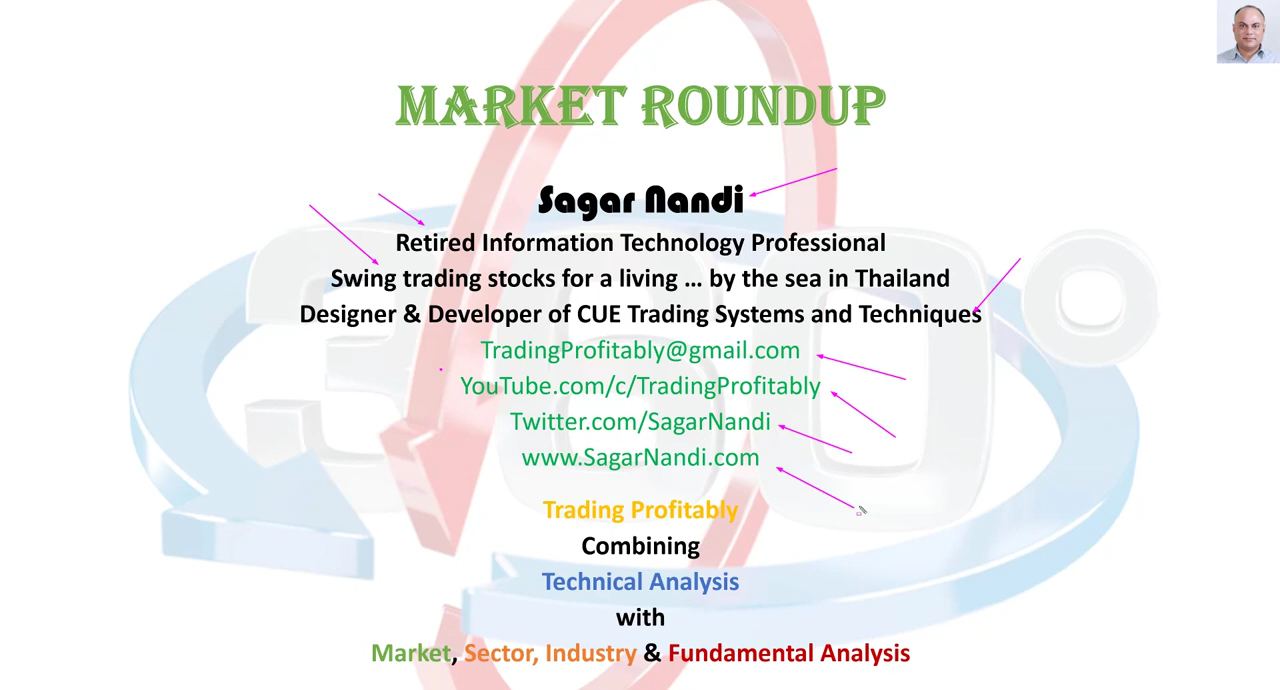 MARKET ROUNDUP
Sagar Nandi
Retired Information Technology Professional
Swing trading stocks for a living ... by the sea in Thailand
Designer & Developer of CUE Trading Systems and Techniques
TradingProfitably@gmail.com
YouTube.com/c/TradingProfitably
Twitter.com/SagarNandi
www.SagarNandi.com
Trading Profitably
Combining
Technical Analysis
with
Market, Sector, Industry & Fundamental Analysis
360°